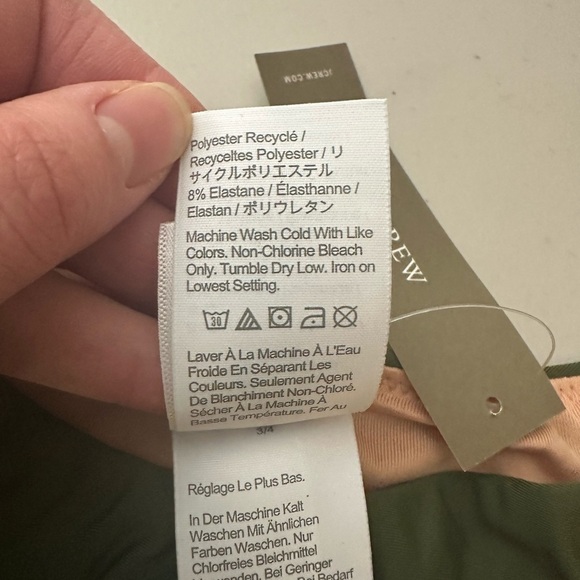 JCREW.COM
REW
Polyester Recyclé /
Recyceltes Polyester / リ
サイクルポリエステル
8% Elastane / Élasthanne /
Elastan / ポリウレタン
Machine Wash Cold With Like
Colors. Non-Chlorine Bleach
Only. Tumble Dry Low. Iron on
Lowest Setting.
30
Laver À La Machine À L'Eau
Froide En Séparant Les
Couleurs. Seulement Agent
De Blanchiment Non-Chloré.
Sécher À La Machine À
Basse Température. Fer Au
3/4
Réglage Le Plus Bas.
In Der Maschine Kalt
Waschen Mit Ähnlichen
Farben Waschen. Nur
Chlorfreies Bleichmittel
Bei Geringer
Bei Bedarf